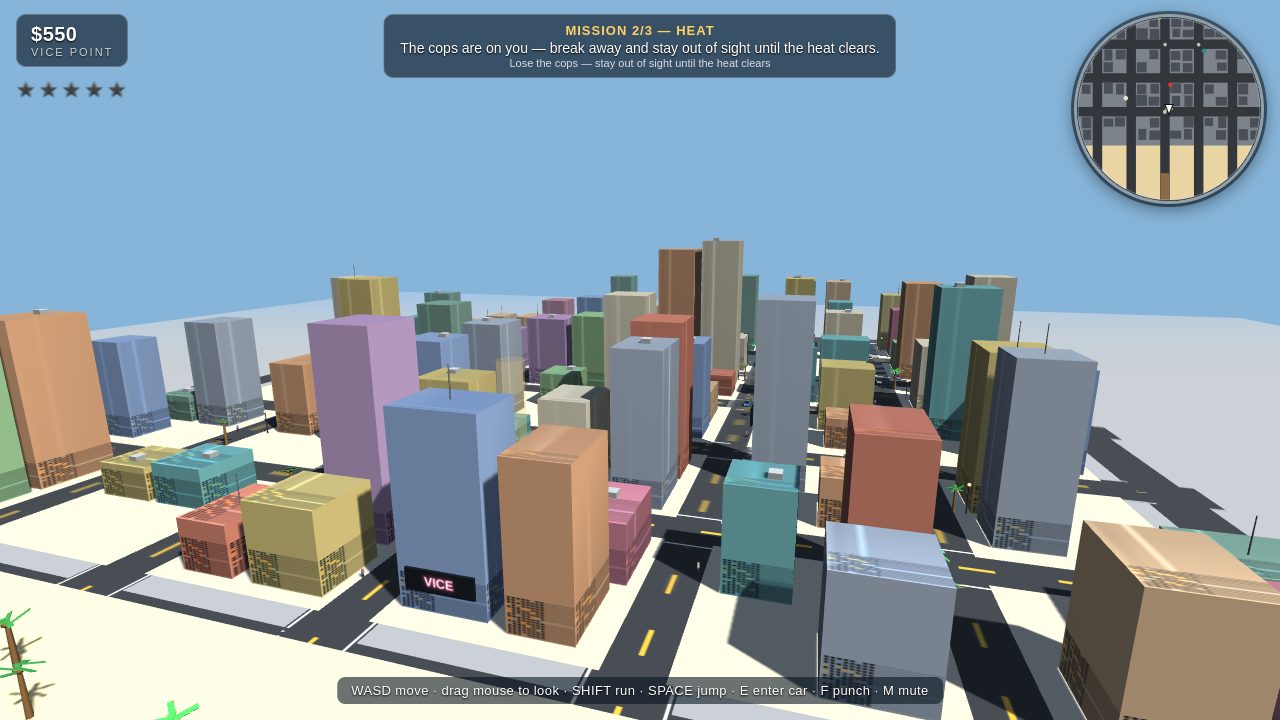 $550
VICE POINT
MISSION 2/3 — HEAT
The cops are on you — break away and stay out of sight until the heat clears.
Lose the cops — stay out of sight until the heat clears
VICE
WASD move · drag mouse to look · SHIFT run · SPACE jump · E enter car · F punch · M mute